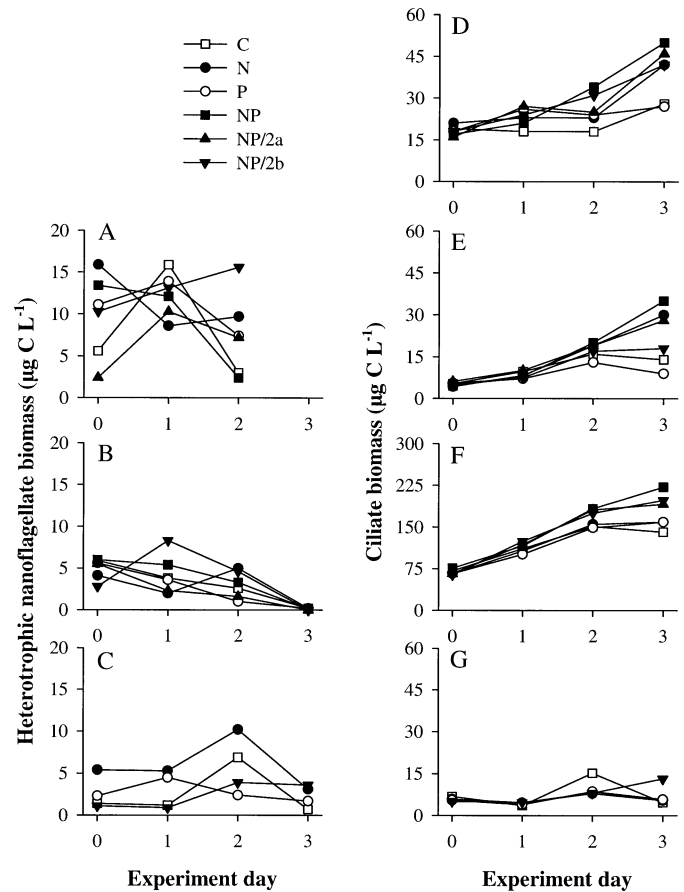 C
N
P
NP
NP/2a
NP/2b
Heterotrophic nanoflagellate biomass (µg C L-1)
A
20
15
10
5
0
0 1 2 3
B
20
15
10
5
0
0 1 2 3
C
20
15
10
5
0
0 1 2 3
Experiment day
Ciliate biomass (µg C L-1)
D
60
45
30
15
0
0 1 2 3
E
60
45
30
15
0
0 1 2 3
F
300
225
150
75
0
0 1 2 3
G
60
45
30
15
0
0 1 2 3
Experiment day